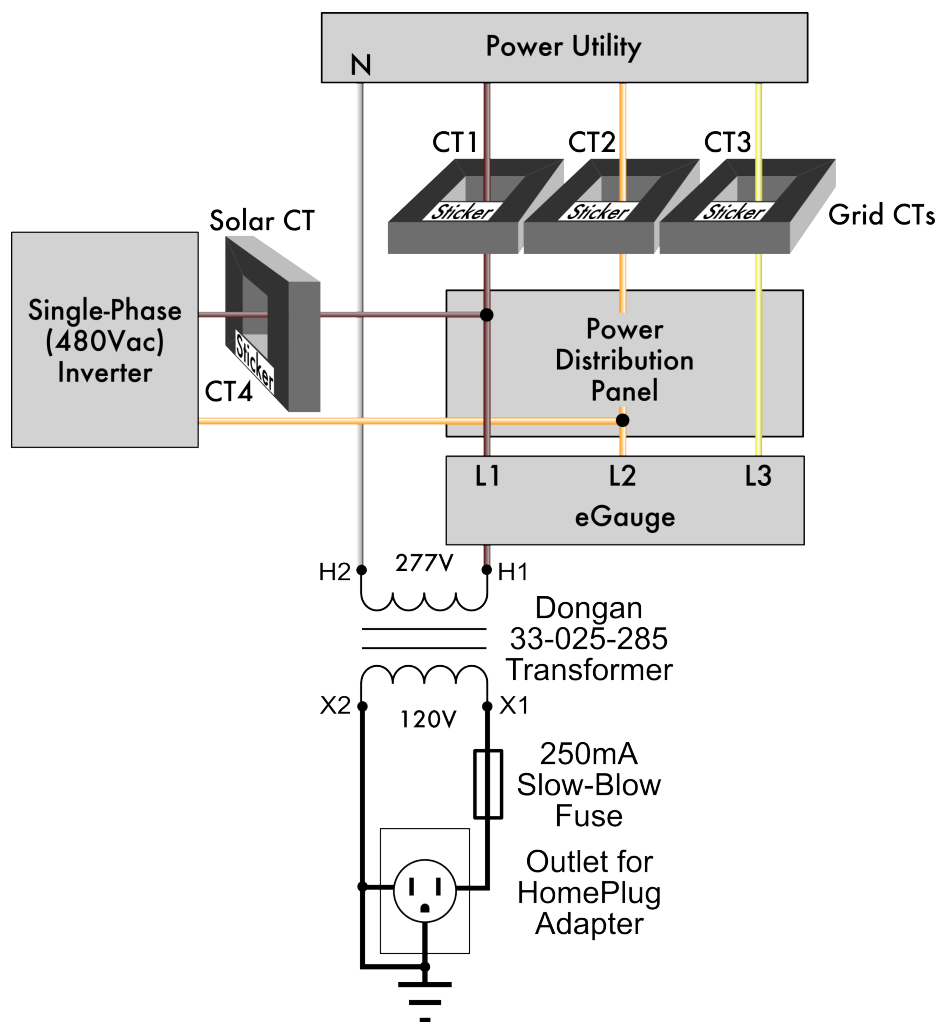 Power Utility
N
CT1
CT2
CT3
Sticker
Sticker
Sticker
Grid CTs
Solar CT
Single-Phase
(480Vac)
Inverter
Sticker
CT4
Power
Distribution
Panel
L1
L2
L3
eGauge
H2
277V
H1
Dongan
33-025-285
Transformer
X2
120V
X1
250mA
Slow-Blow
Fuse
Outlet for
HomePlug
Adapter